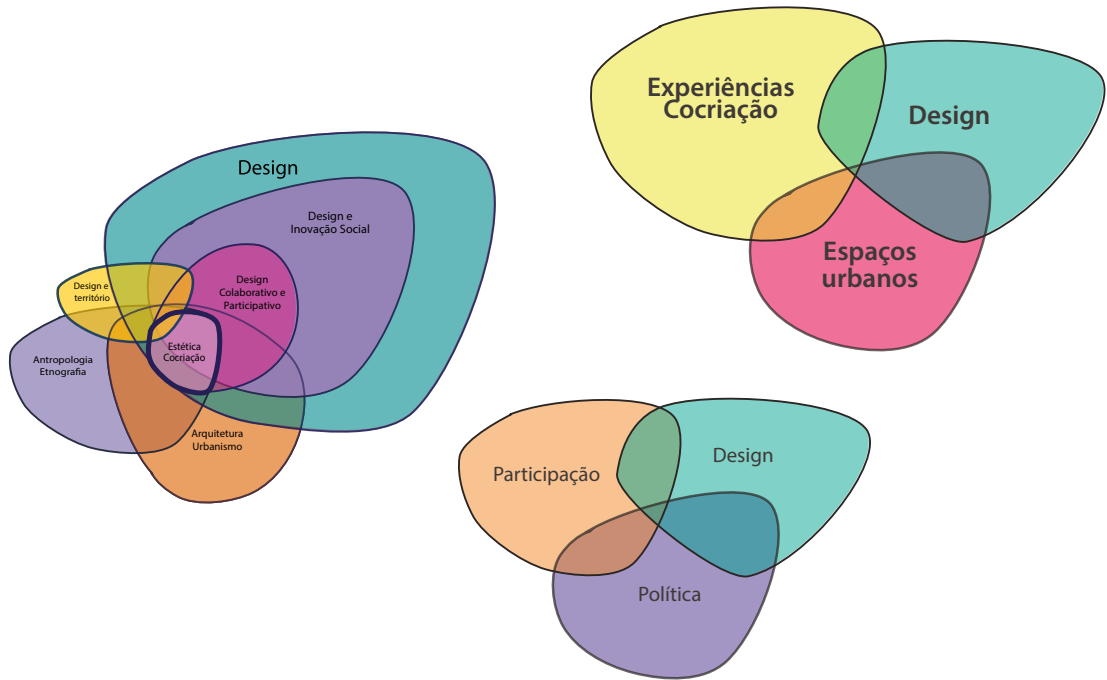 Design
Design e
Inovação Social
Design
Colaborativo e
Participativo
Design e
território
Estética
Cocriação
Antropologia
Etnografia
Arquitetura
Urbanismo
Experiências
Cocriação
Design
Espaços
urbanos
Participação
Design
Política